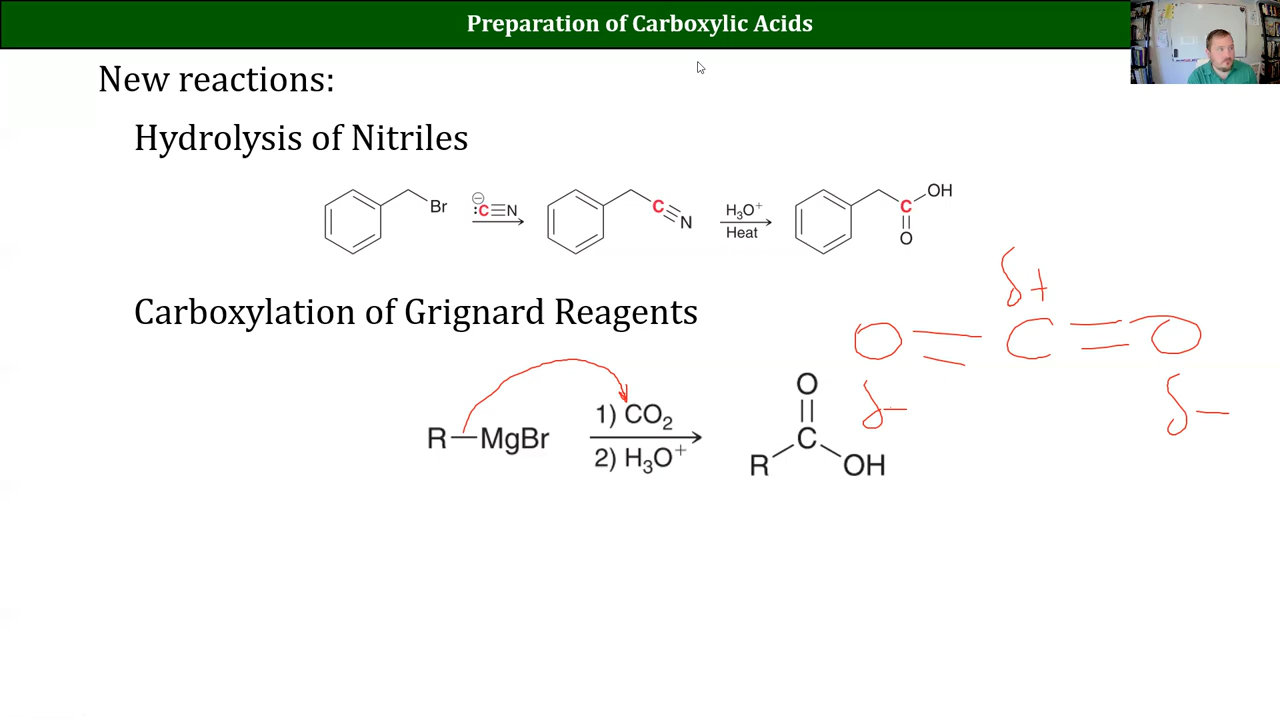 Preparation of Carboxylic Acids
New reactions:
Hydrolysis of Nitriles
Br
⊖
:C≡N
C≡N
H₃O⁺
Heat
OH
C
O
Carboxylation of Grignard Reagents
δ+
O=C=O
δ- δ-
R—MgBr
1) CO₂
2) H₃O⁺
O
C
R OH